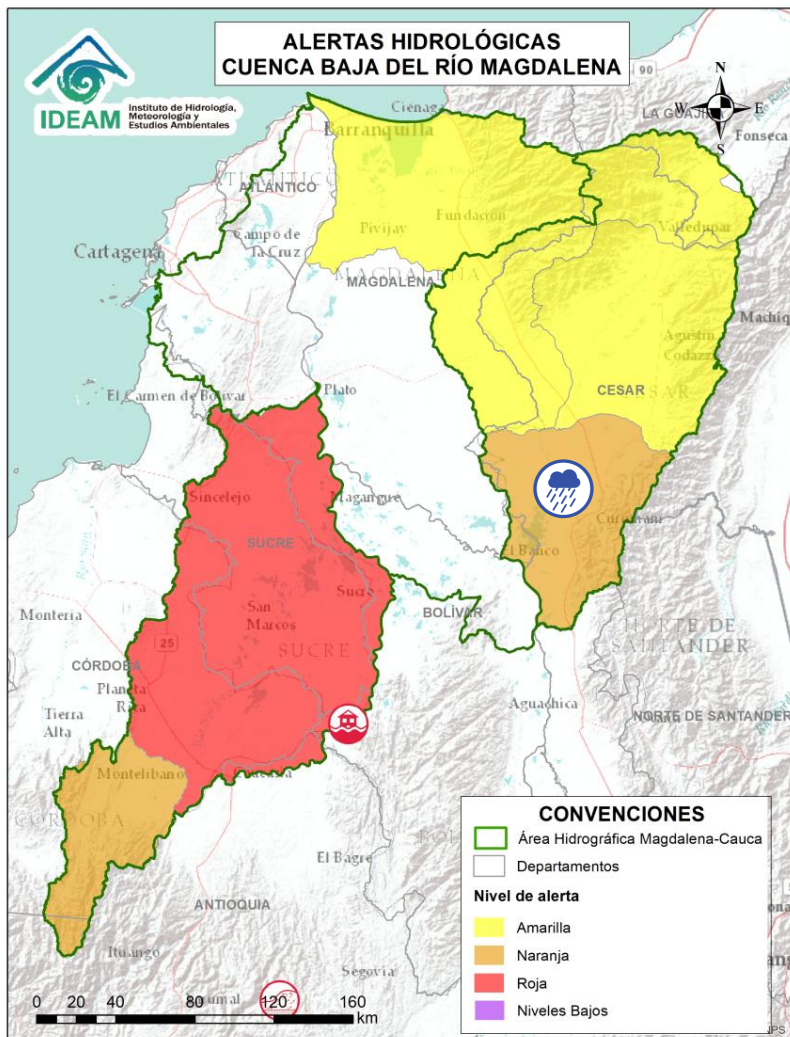 ALERTAS HIDROLÓGICAS
CUENCA BAJA DEL RÍO MAGDALENA
IDEAM
Instituto de Hidrología,
Meteorología y
Estudios Ambientales
N
W
E
S
90
Ciénaga
LA GUAJIRA
Barranquilla
Fonseca
ATLÁNTICO
Fundación
Pivijay
Valledupar
Campo de
la Cruz
Cartagena
MAGDALENA
MAGDALENA
Agustín
Codazzi
El Carmen de Bolívar
Plato
CESAR
Sincelejo
Magangué
El Banco
SUCRE
Sucre
San
Marcos
BOLÍVAR
Montería
SUCRE
NORTE DE
SANTANDER
25
CÓRDOBA
Planeta
Rica
Aguachica
Tierra
Alta
NORTE DE SANTANDER
Montelíbano
CÓRDOBA
El Bagre
ANTIOQUIA
Ituango
Segovia
CONVENCIONES
Área Hidrográfica Magdalena-Cauca
Departamentos
Nivel de alerta
Amarilla
Naranja
Roja
Niveles Bajos
0 20 40 80 120 160
km